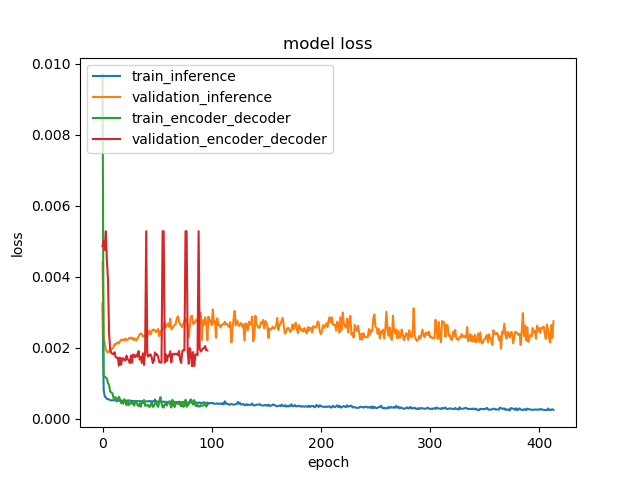 model loss
train_inference
validation_inference
train_encoder_decoder
validation_encoder_decoder
0.010
0.008
0.006
0.004
0.002
0.000
loss
0 100 200 300 400
epoch